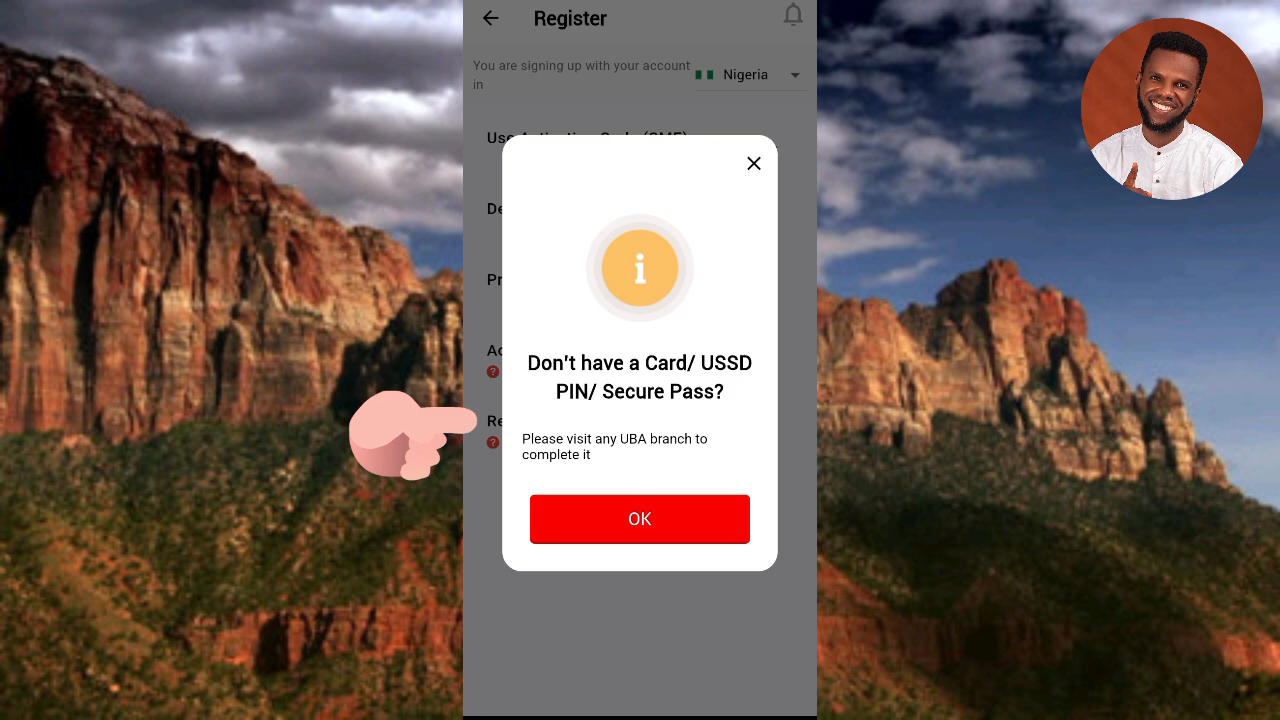 Register
You are signing up with your account
in
Nigeria
Don't have a Card/ USSD
PIN/ Secure Pass?
Please visit any UBA branch to
complete it
OK